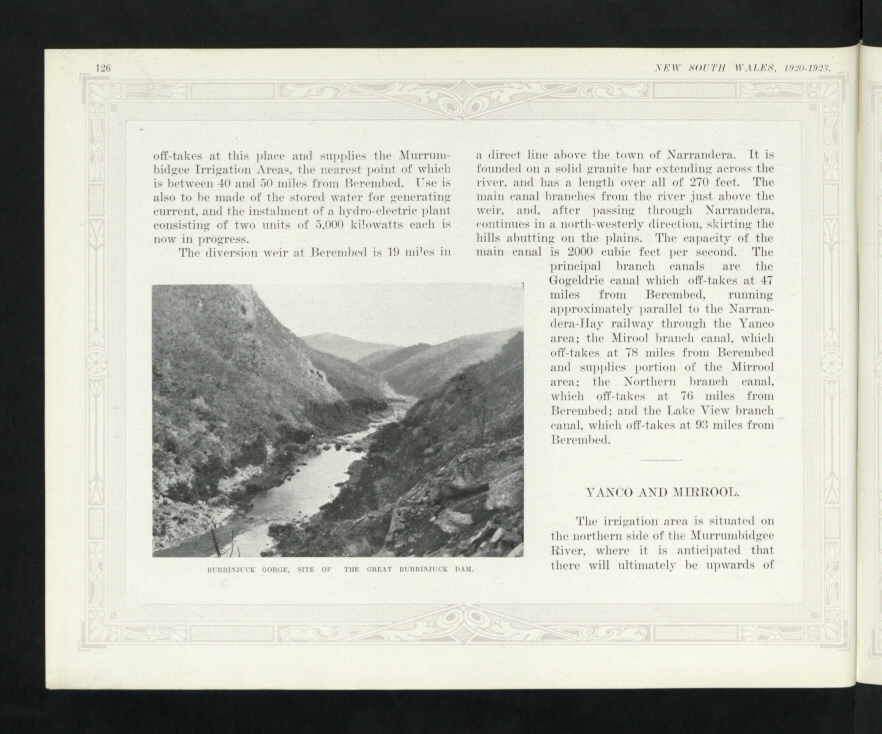 126
NEW SOUTH WALES, 1920-1923.
off-takes at this place and supplies the Murrum-
bidgee Irrigation Areas, the nearest point of which
is between 40 and 50 miles from Berembed. Use is
also to be made of the stored water for generating
current, and the instalment of a hydro-electric plant
consisting of two units of 5,000 kilowatts each is
now in progress.
The diversion weir at Berembed is 19 miles in
a direct line above the town of Narrandera. It is
founded on a solid granite bar extending across the
river, and has a length over all of 270 feet. The
main canal branches from the river just above the
weir, and, after passing through Narrandera,
continues in a north-westerly direction, skirting the
hills abutting on the plains. The capacity of the
main canal is 2000 cubic feet per second. The
principal branch canals are the
Gogeldrie canal which off-takes at 47
miles from Berembed, running
approximately parallel to the Narran-
dera-Hay railway through the Yanco
area; the Mirool branch canal, which
off-takes at 78 miles from Berembed
and supplies portion of the Mirrool
area; the Northern branch canal,
which off-takes at 76 miles from
Berembed; and the Lake View branch
canal, which off-takes at 93 miles from
Berembed.
YANCO AND MIRROOL.
The irrigation area is situated on
the northern side of the Murrumbidgee
River, where it is anticipated that
there will ultimately be upwards of
BURRINJUCK GORGE, SITE OF THE GREAT BURRINJUCK DAM.